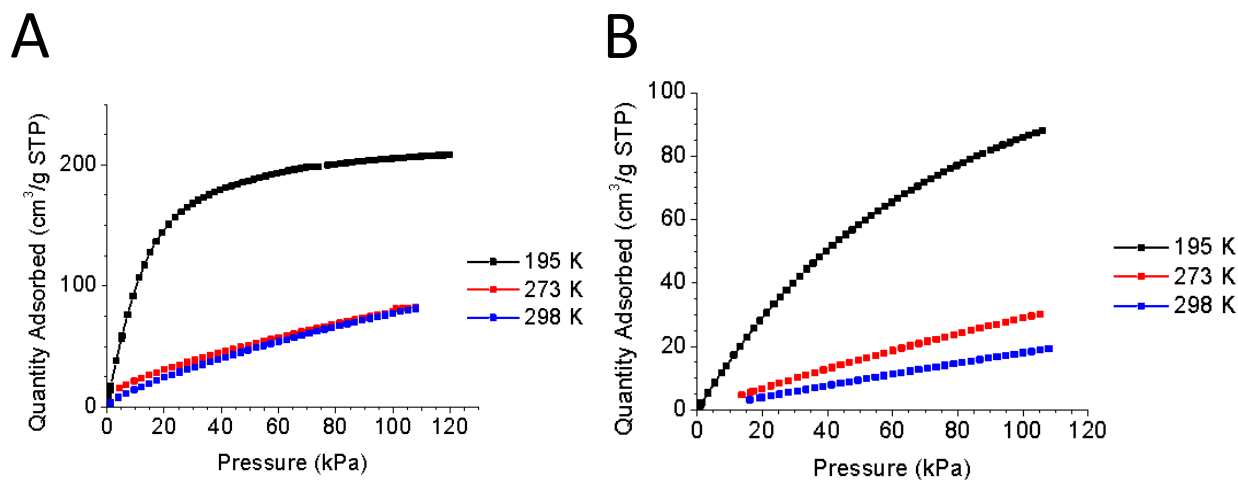 A
B
Quantity Adsorbed (cm³/g STP)
200
100
0
0 20 40 60 80 100 120
Pressure (kPa)
195 K
273 K
298 K
Quantity Adsorbed (cm³/g STP)
100
80
60
40
20
0
0 20 40 60 80 100 120
Pressure (kPa)
195 K
273 K
298 K